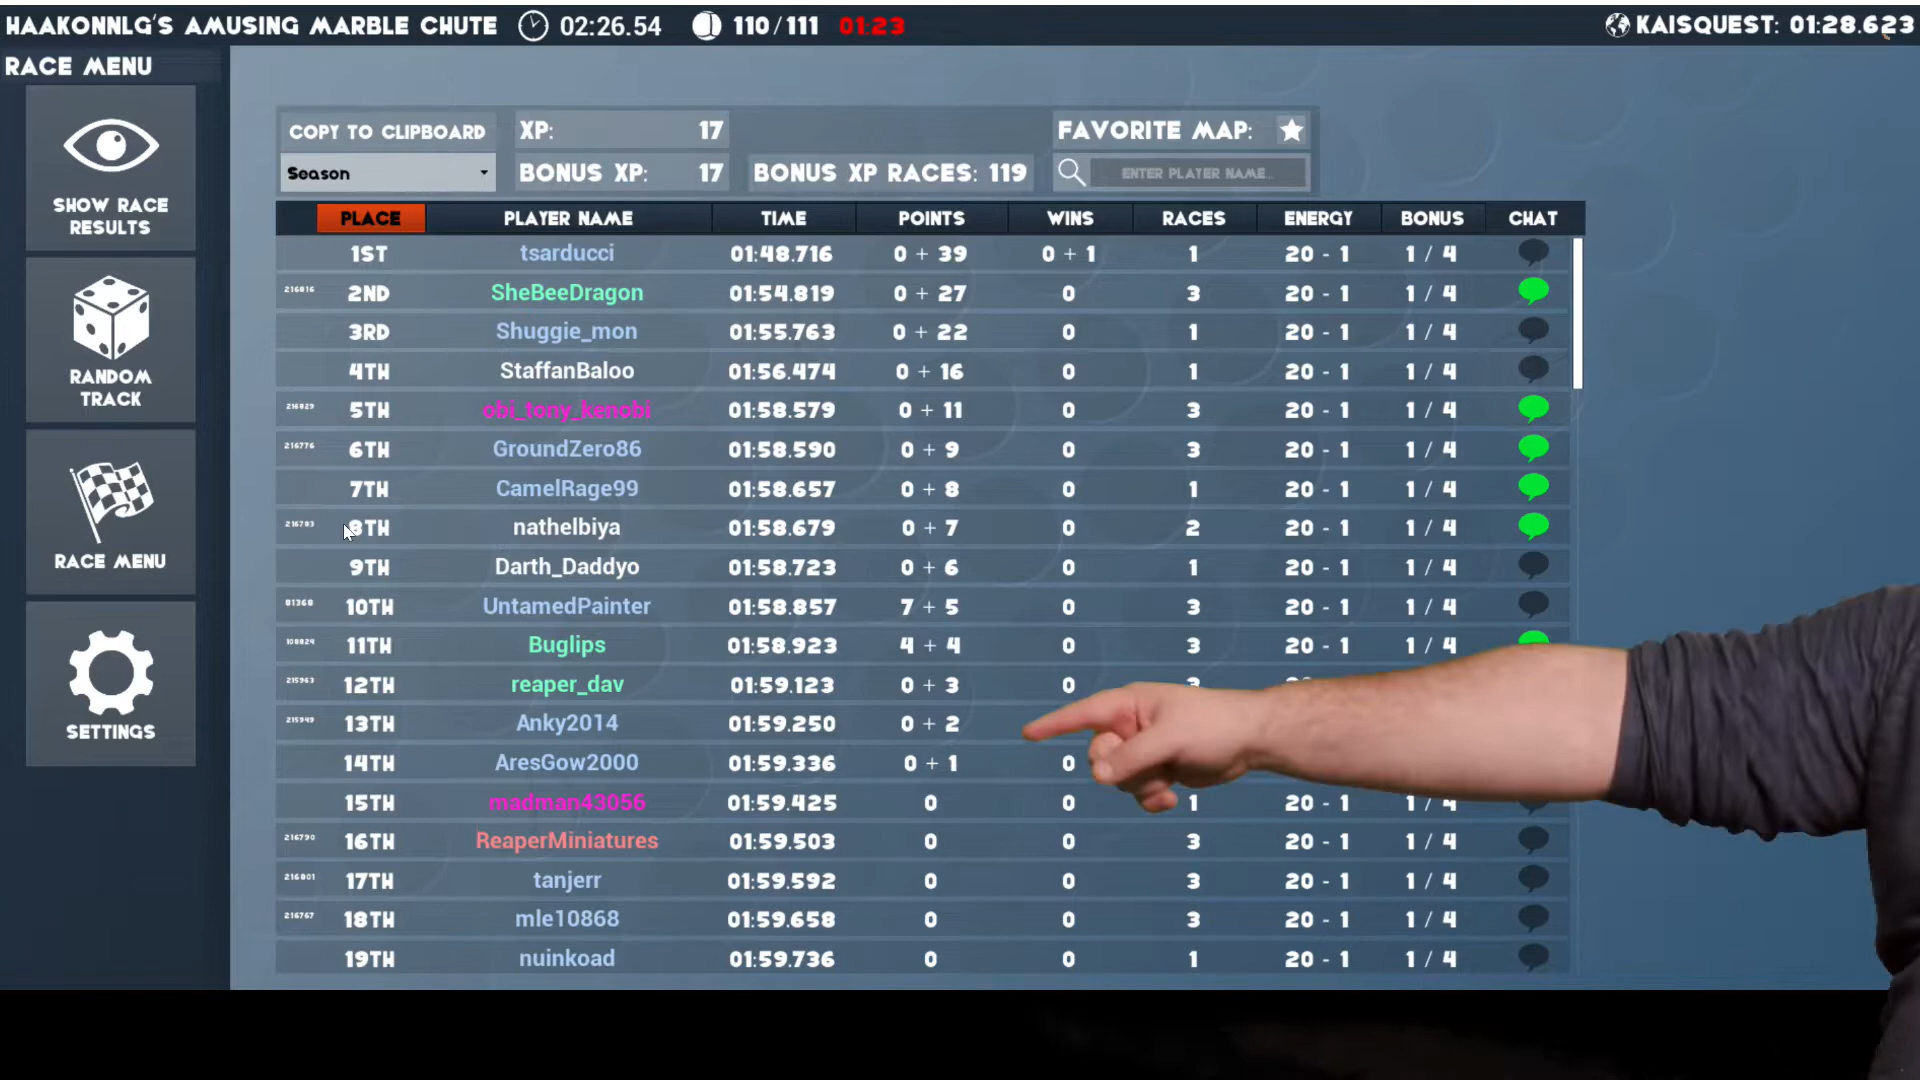 HAAKONNLG'S AMUSING MARBLE CHUTE 02:26.54 110/111 01:23 KAISQUEST: 01:28.623
RACE MENU
SHOW RACE RESULTS
RANDOM TRACK
RACE MENU
SETTINGS
COPY TO CLIPBOARD XP: 17 FAVORITE MAP:
Season BONUS XP: 17 BONUS XP RACES: 119 ENTER PLAYER NAME...
PLACE PLAYER NAME TIME POINTS WINS RACES ENERGY BONUS CHAT
1ST tsarducci 01:48.716 0 + 39 0 + 1 1 20 - 1 1 / 4
216816 2ND SheBeeDragon 01:54.819 0 + 27 0 3 20 - 1 1 / 4
3RD Shuggie_mon 01:55.763 0 + 22 0 1 20 - 1 1 / 4
4TH StaffanBaloo 01:56.474 0 + 16 0 1 20 - 1 1 / 4
216829 5TH obi_tony_kenobi 01:58.579 0 + 11 0 3 20 - 1 1 / 4
216776 6TH GroundZero86 01:58.590 0 + 9 0 3 20 - 1 1 / 4
7TH CamelRage99 01:58.657 0 + 8 0 1 20 - 1 1 / 4
216783 8TH nathelbiya 01:58.679 0 + 7 0 2 20 - 1 1 / 4
9TH Darth_Daddyo 01:58.723 0 + 6 0 1 20 - 1 1 / 4
81368 10TH UntamedPainter 01:58.857 7 + 5 0 3 20 - 1 1 / 4
108829 11TH Buglips 01:58.923 4 + 4 0 3 20 - 1 1 / 4
215963 12TH reaper_dav 01:59.123 0 + 3 0
215949 13TH Anky2014 01:59.250 0 + 2
14TH AresGow2000 01:59.336 0 + 1 0
15TH madman43056 01:59.425 0 0 1 20 - 1 1 / 4
216790 16TH ReaperMiniatures 01:59.503 0 0 3 20 - 1 1 / 4
216801 17TH tanjerr 01:59.592 0 0 3 20 - 1 1 / 4
216767 18TH mle10868 01:59.658 0 0 3 20 - 1 1 / 4
19TH nuinkoad 01:59.736 0 0 1 20 - 1 1 / 4